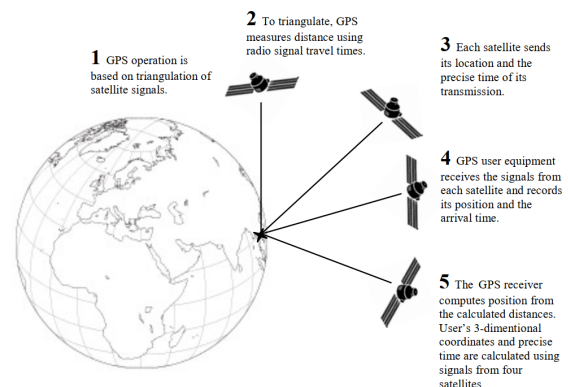 1 GPS operation is
based on triangulation of
satellite signals.
2 To triangulate, GPS
measures distance using
radio signal travel times.
3 Each satellite sends
its location and the
precise time of its
transmission.
4 GPS user equipment
receives the signals from
each satellite and records
its position and the
arrival time.
5 The GPS receiver
computes position from
the calculated distances.
User's 3-dimentional
coordinates and precise
time are calculated using
signals from four
satellites